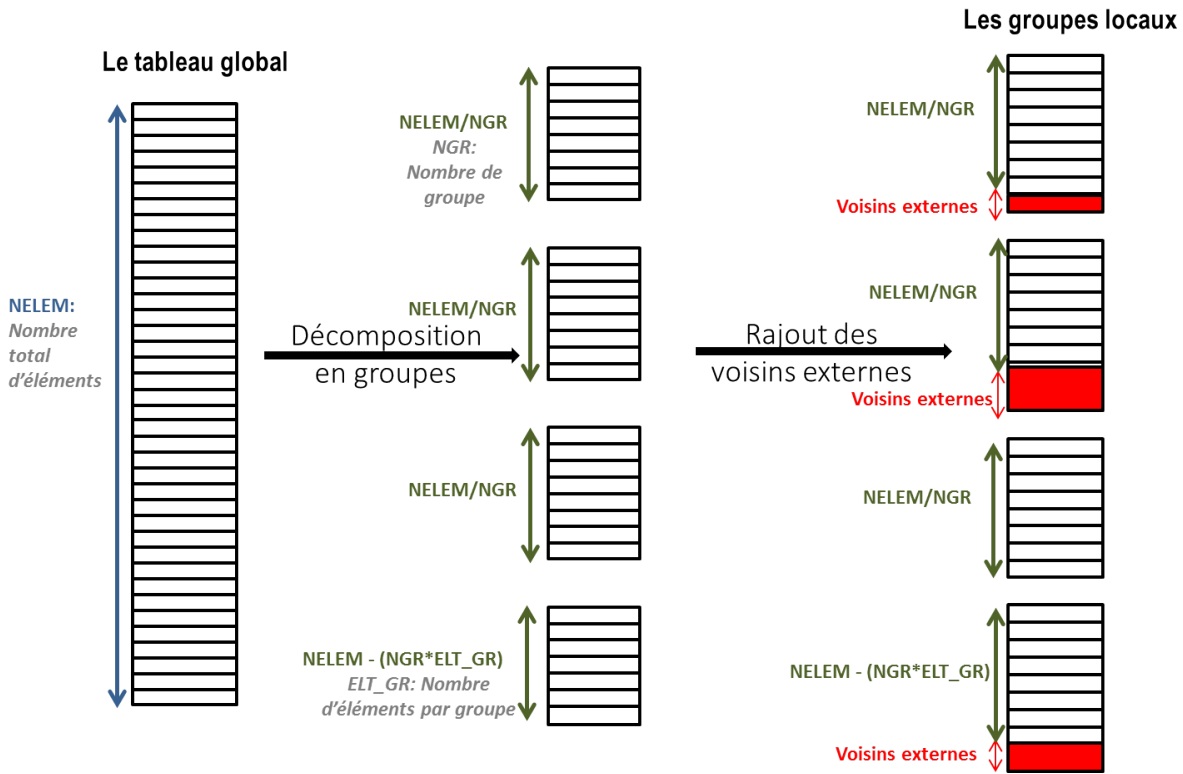 Les groupes locaux
Le tableau global
NELEM/NGR
NGR:
Nombre de
groupe
NELEM/NGR
Voisins externes
NELEM:
Nombre
total
d'éléments
NELEM/NGR
Décomposition
en groupes
NELEM/NGR
Rajout des
voisins externes
Voisins externes
NELEM/NGR
NELEM/NGR
NELEM - (NGR*ELT_GR)
ELT_GR: Nombre
d'éléments par groupe
NELEM - (NGR*ELT_GR)
Voisins externes